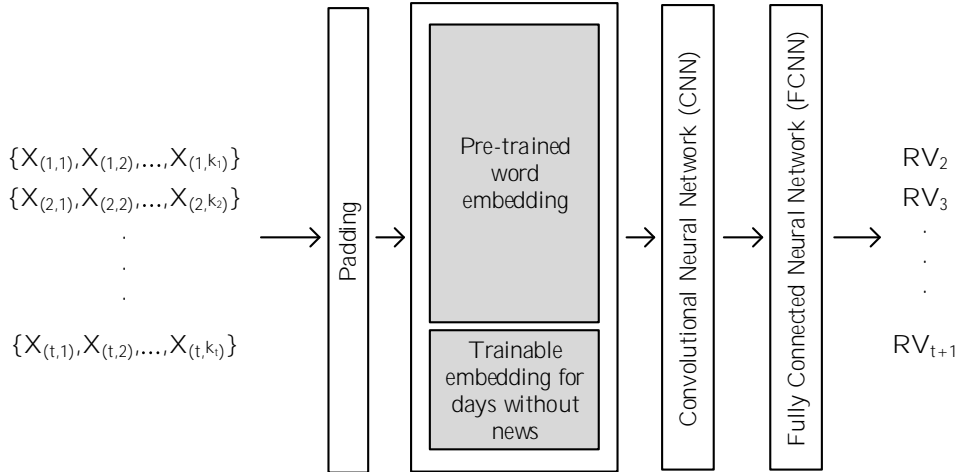 {X(1,1),X(1,2),...,X(1,k1)}
{X(2,1),X(2,2),...,X(2,k2)}
.
.
.
{X(t,1),X(t,2),...,X(t,kt)}
Padding
Pre-trained
word
embedding
Trainable
embedding for
days without
news
Convolutional Neural Network (CNN)
Fully Connected Neural Network (FCNN)
RV2
RV3
.
.
.
RVt+1